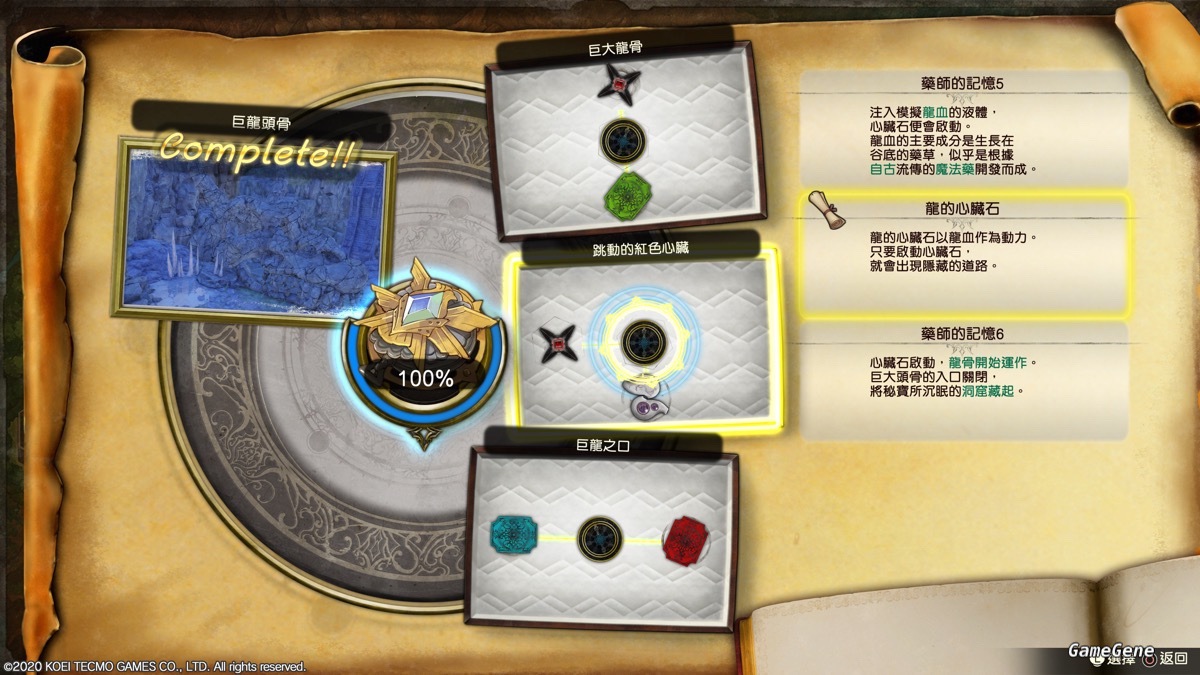 巨龍頭骨
Complete!!
100%
巨大龍骨
跳動的紅色心臟
巨龍之口
藥師的記憶5
注入模擬龍血的液體，
心臟石便會啟動。
龍血的主要成分是生長在
谷底的藥草，似乎是根據
自古流傳的魔法藥開發而成。
龍的心臟石
龍的心臟石以龍血作為動力。
只要啟動心臟石，
就會出現隱藏的道路。
藥師的記憶6
心臟石啟動，龍骨開始運作。
巨大頭骨的入口關閉，
將秘寶所沉眠的洞窟藏起。
©2020 KOEI TECMO GAMES CO., LTD. All rights reserved.
GameGene
L 選擇 返回